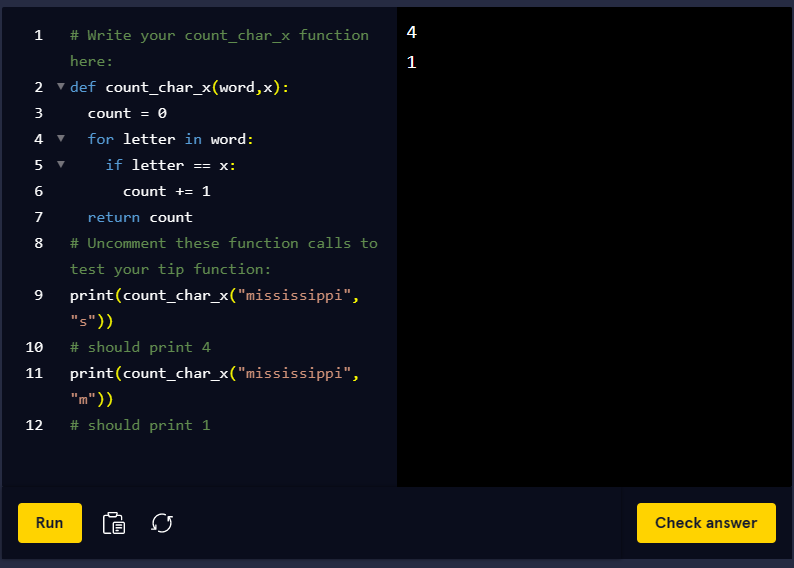 1 # Write your count_char_x function
here:
2 def count_char_x(word,x):
3 count = 0
4 for letter in word:
5 if letter == x:
6 count += 1
7 return count
8 # Uncomment these function calls to
test your tip function:
9 print(count_char_x("mississippi",
"s"))
10 # should print 4
11 print(count_char_x("mississippi",
"m"))
12 # should print 1
4
1
Run
Check answer